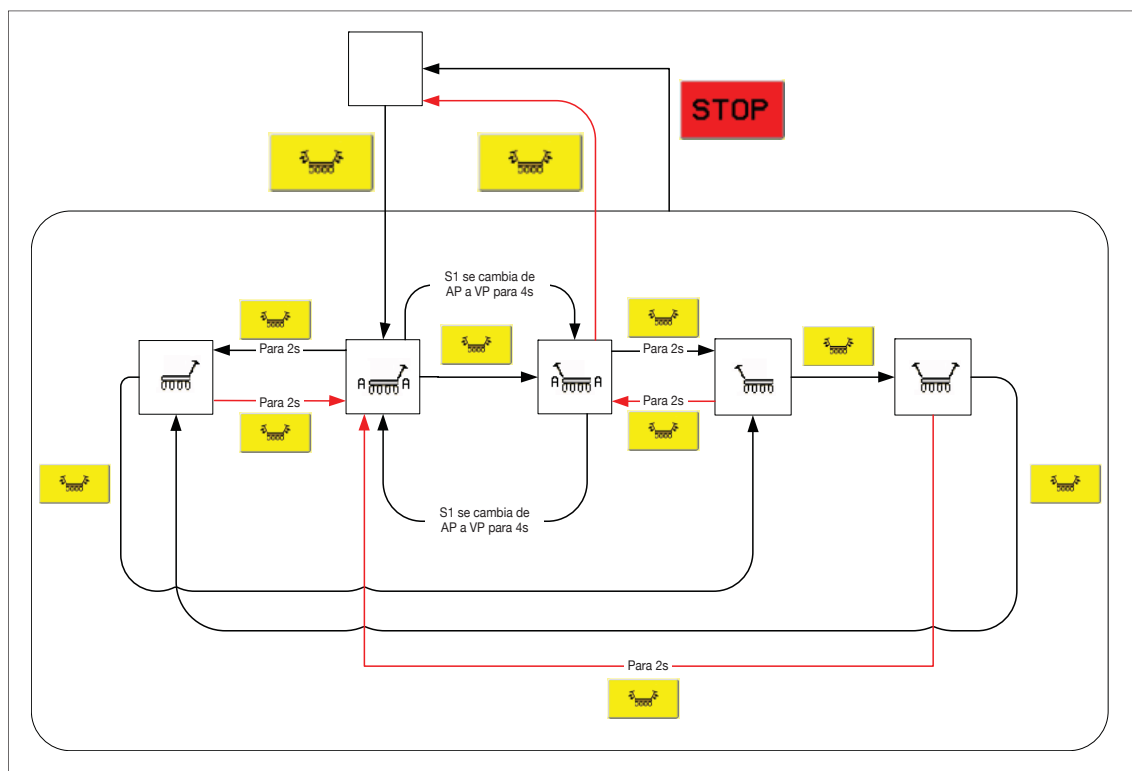 STOP
S1 se cambia de
AP a VP para 4s
Para 2s
Para 2s
A A
A A
Para 2s
Para 2s
S1 se cambia de
AP a VP para 4s
Para 2s